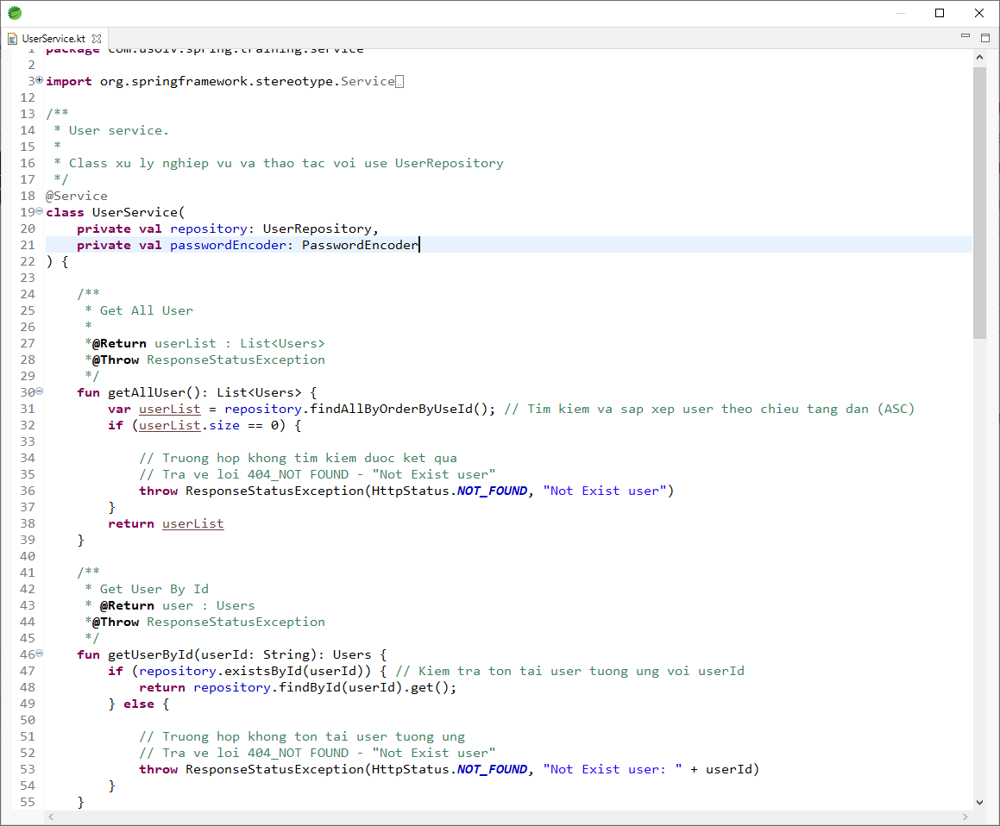 UserService.kt
1 package com.usolv.spring.training.service
2
3 import org.springframework.stereotype.Service
12
13 /**
14  * User service.
15  *
16  * Class xu ly nghiep vu va thao tac voi use UserRepository
17  */
18 @Service
19 class UserService(
20     private val repository: UserRepository,
21     private val passwordEncoder: PasswordEncoder
22 ) {
23
24     /**
25      * Get All User
26      *
27      *@Return userList : List<Users>
28      *@Throw ResponseStatusException
29      */
30     fun getAllUser(): List<Users> {
31         var userList = repository.findAllByOrderByUseId(); // Tim kiem va sap xep user theo chieu tang dan (ASC)
32         if (userList.size == 0) {
33
34             // Truong hop khong tim kiem duoc ket qua
35             // Tra ve loi 404_NOT FOUND - "Not Exist user"
36             throw ResponseStatusException(HttpStatus.NOT_FOUND, "Not Exist user")
37         }
38         return userList
39     }
40
41     /**
42      * Get User By Id
43      * @Return user : Users
44      *@Throw ResponseStatusException
45      */
46     fun getUserById(userId: String): Users {
47         if (repository.existsById(userId)) { // Kiem tra ton tai user tuong ung voi userId
48             return repository.findById(userId).get();
49         } else {
50
51             // Truong hop khong ton tai user tuong ung
52             // Tra ve loi 404_NOT FOUND - "Not Exist user"
53             throw ResponseStatusException(HttpStatus.NOT_FOUND, "Not Exist user: " + userId)
54         }
55     }